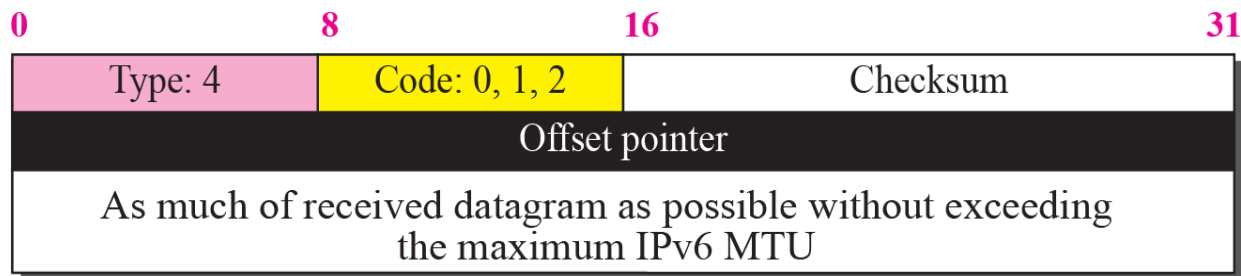 0 8 16 31
Type: 4 Code: 0, 1, 2 Checksum
Offset pointer
As much of received datagram as possible without exceeding
the maximum IPv6 MTU